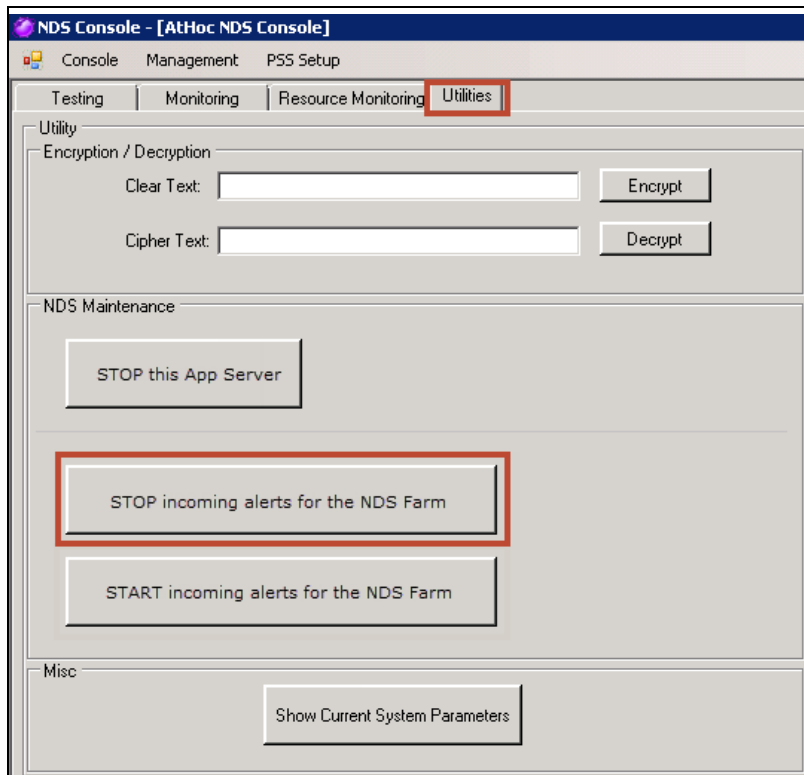 NDS Console - [AtHoc NDS Console]
Console Management PSS Setup
Testing Monitoring Resource Monitoring Utilities
Utility
Encryption / Decryption
Clear Text: Encrypt
Cipher Text: Decrypt
NDS Maintenance
STOP this App Server
STOP incoming alerts for the NDS Farm
START incoming alerts for the NDS Farm
Misc
Show Current System Parameters